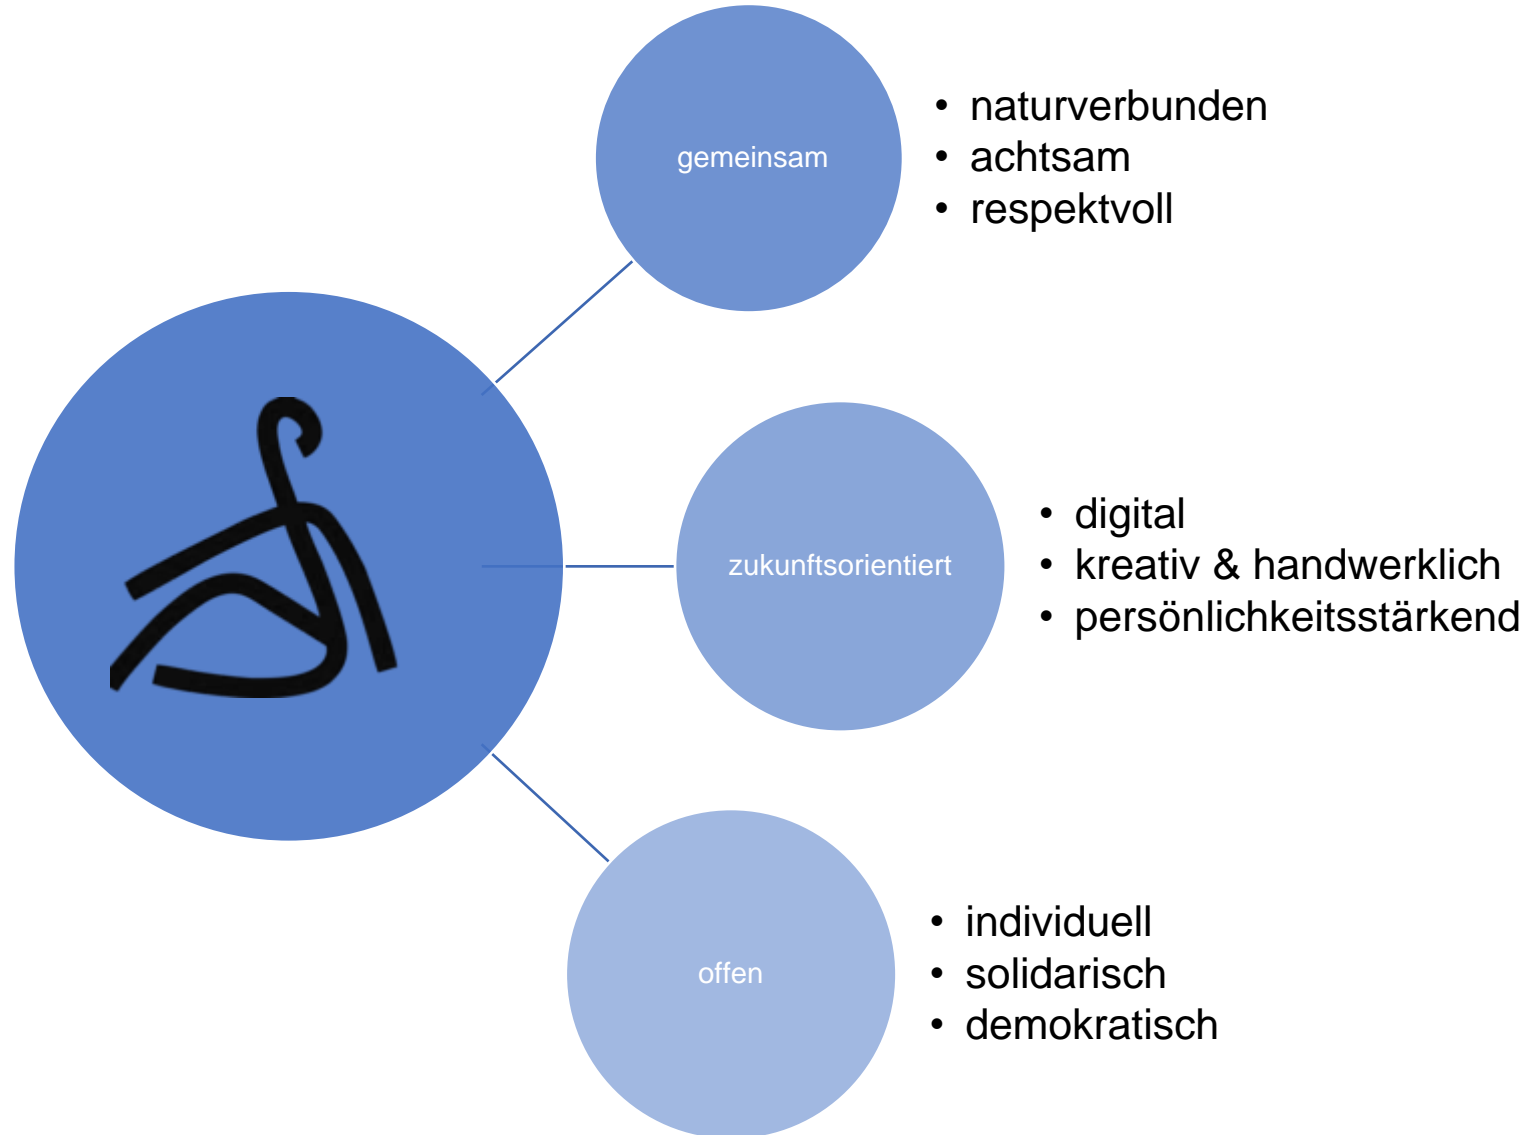 gemeinsam
• naturverbunden
• achtsam
• respektvoll
zukunftsorientiert
• digital
• kreativ & handwerklich
• persönlichkeitsstärkend
offen
• individuell
• solidarisch
• demokratisch